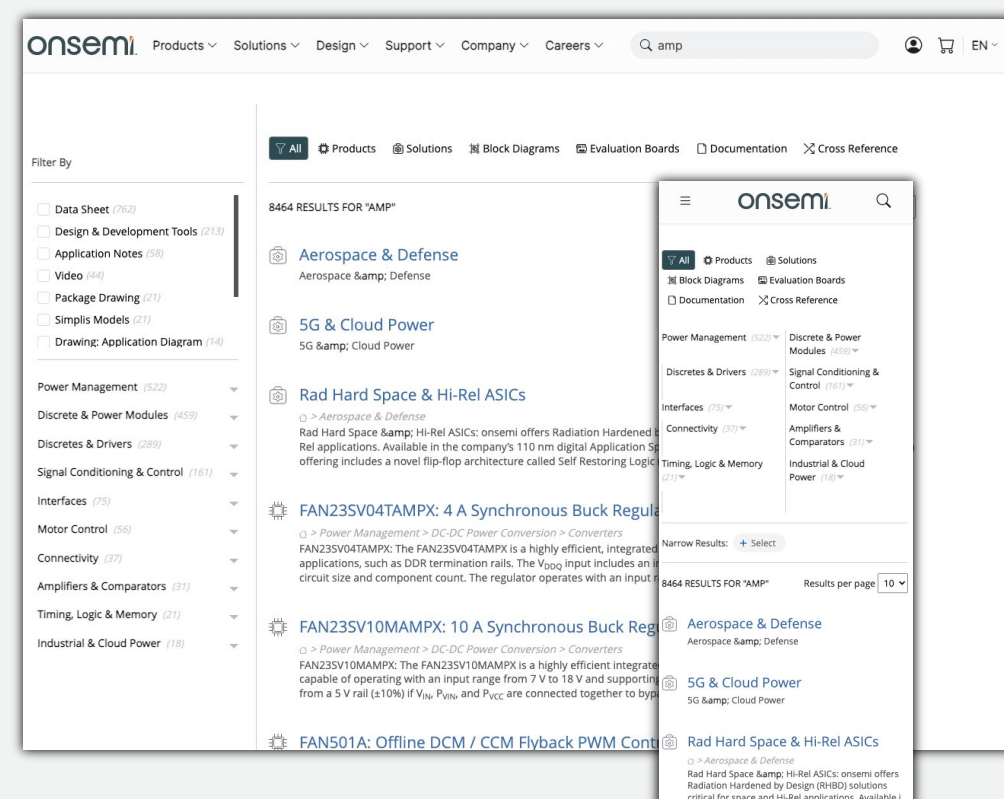 onsemi Products Solutions Design Support Company Careers amp EN
Filter By
Data Sheet (762)
Design & Development Tools (213)
Application Notes (58)
Video (44)
Package Drawing (21)
Simplis Models (21)
Drawing: Application Diagram (14)
Power Management (522)
Discrete & Power Modules (459)
Discretes & Drivers (289)
Signal Conditioning & Control (161)
Interfaces (75)
Motor Control (56)
Connectivity (37)
Amplifiers & Comparators (31)
Timing, Logic & Memory (21)
Industrial & Cloud Power (18)
All Products Solutions Block Diagrams Evaluation Boards Documentation Cross Reference
8464 RESULTS FOR "AMP"
Aerospace & Defense
Aerospace &amp; Defense
5G & Cloud Power
5G &amp; Cloud Power
Rad Hard Space & Hi-Rel ASICs
> Aerospace & Defense
Rad Hard Space &amp; Hi-Rel ASICs: onsemi offers Radiation Hardened b
Rel applications. Available in the company's 110 nm digital Application Sp
offering includes a novel flip-flop architecture called Self Restoring Logic
FAN23SV04TAMPX: 4 A Synchronous Buck Regula
> Power Management > DC-DC Power Conversion > Converters
FAN23SV04TAMPX: The FAN23SV04TAMPX is a highly efficient, integrated
applications, such as DDR termination rails. The VDDQ input includes an i
circuit size and component count. The regulator operates with an input r
FAN23SV10MAMPX: 10 A Synchronous Buck Reg
> Power Management > DC-DC Power Conversion > Converters
FAN23SV10MAMPX: The FAN23SV10MAMPX is a highly efficient integrate
capable of operating with an input range from 7 V to 18 V and supporting
from a 5 V rail (±10%) if VIN, PVIN, and PVCC are connected together to byp
FAN501A: Offline DCM / CCM Flyback PWM Cont
onsemi
All Products Solutions
Block Diagrams Evaluation Boards
Documentation Cross Reference
Power Management (522)
Discrete & Power
Modules (459)
Discretes & Drivers (289)
Signal Conditioning &
Control (161)
Interfaces (75)
Motor Control (56)
Connectivity (37)
Amplifiers &
Comparators (31)
Timing, Logic & Memory
(21)
Industrial & Cloud
Power (18)
Narrow Results: + Select
8464 RESULTS FOR "AMP" Results per page 10
Aerospace & Defense
Aerospace &amp; Defense
5G & Cloud Power
5G &amp; Cloud Power
Rad Hard Space & Hi-Rel ASICs
> Aerospace & Defense
Rad Hard Space &amp; Hi-Rel ASICs: onsemi offers
Radiation Hardened by Design (RHBD) solutions
critical for space and Hi-Rel applications. Available i